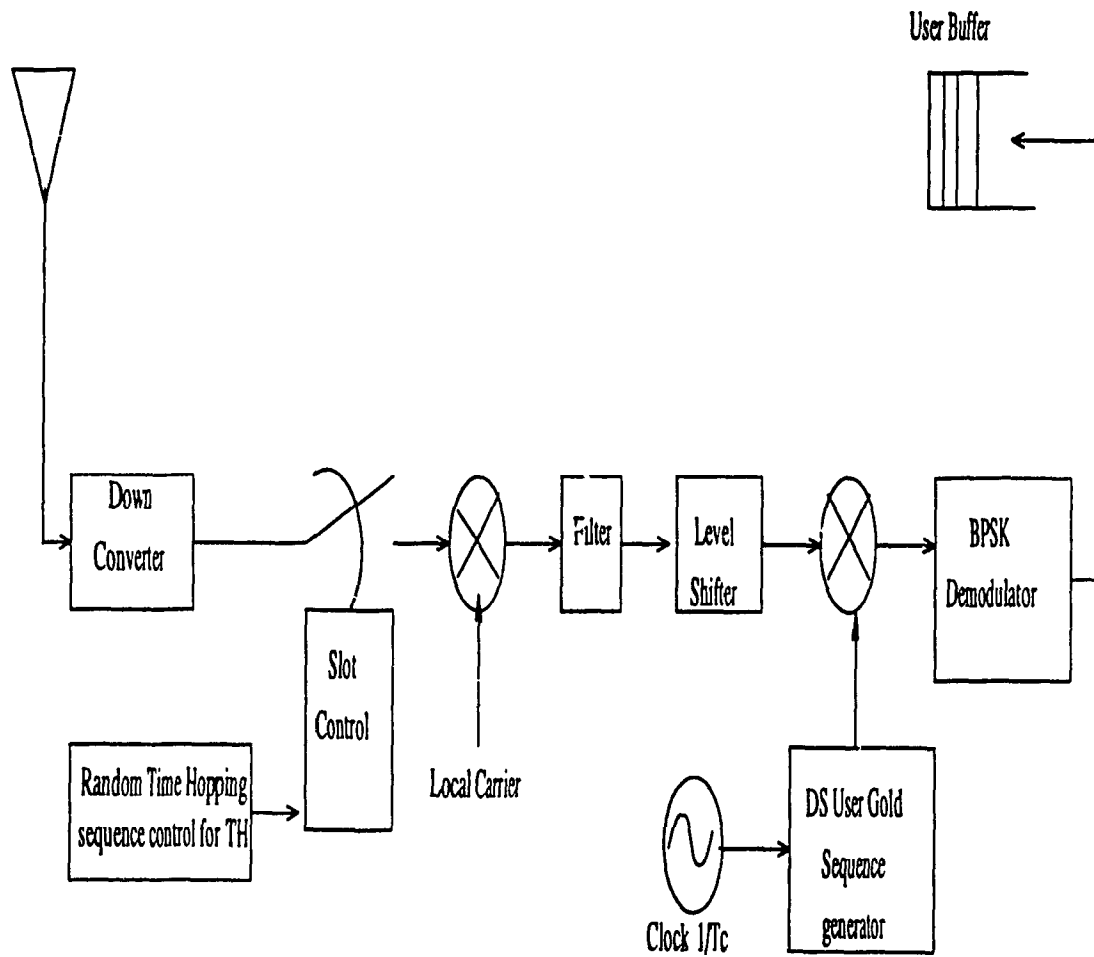 User Buffer
Down
Converter
Filter
Level
Shifter
BPSK
Demodulator
Slot
Control
Random Time Hopping
sequence control for TH
Local Carrier
DS User Gold
Sequence
generator
Clock 1/Tc